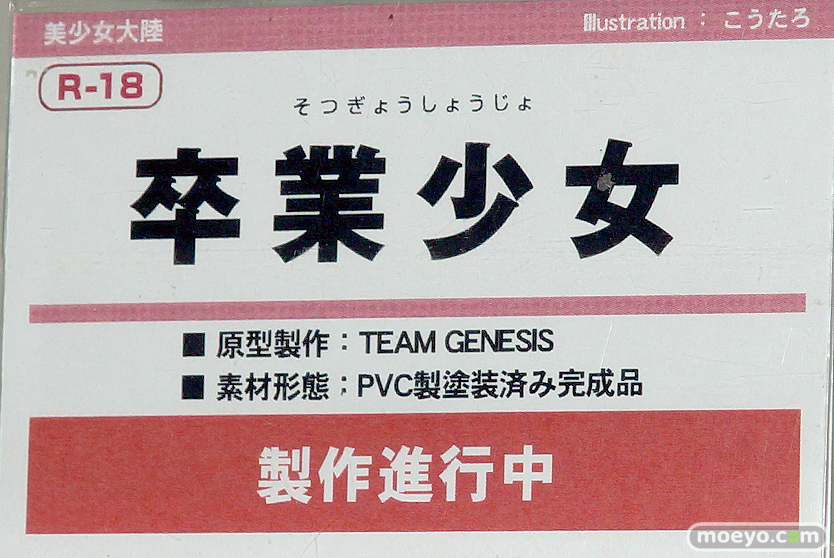 美少女大陸
Illustration : こうたろ
R-18
そつぎょうしょうじょ
卒業少女
■ 原型製作：TEAM GENESIS
■ 素材形態：PVC製塗装済み完成品
製作進行中
moeyo.com